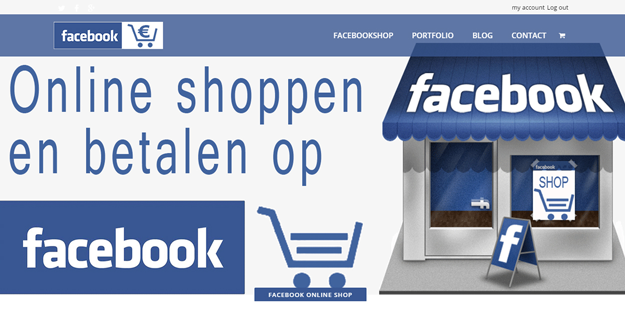 my account Log out
facebook €
FACEBOOKSHOP PORTFOLIO BLOG CONTACT
Online shoppen
en betalen op
facebook
facebook
SHOP
f
facebook
FACEBOOK ONLINE SHOP